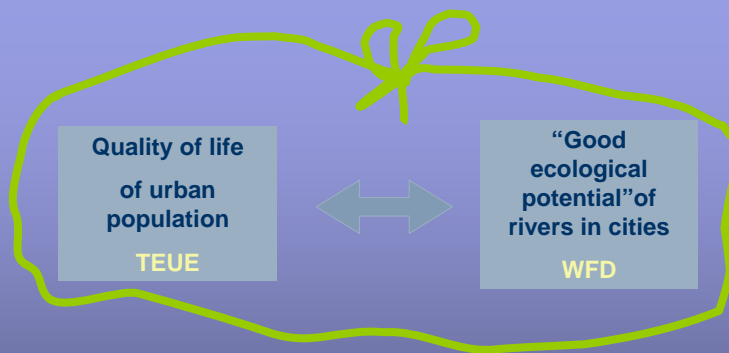 Quality of life
of urban
population
TEUE
“Good
ecological
potential”of
rivers in cities
WFD